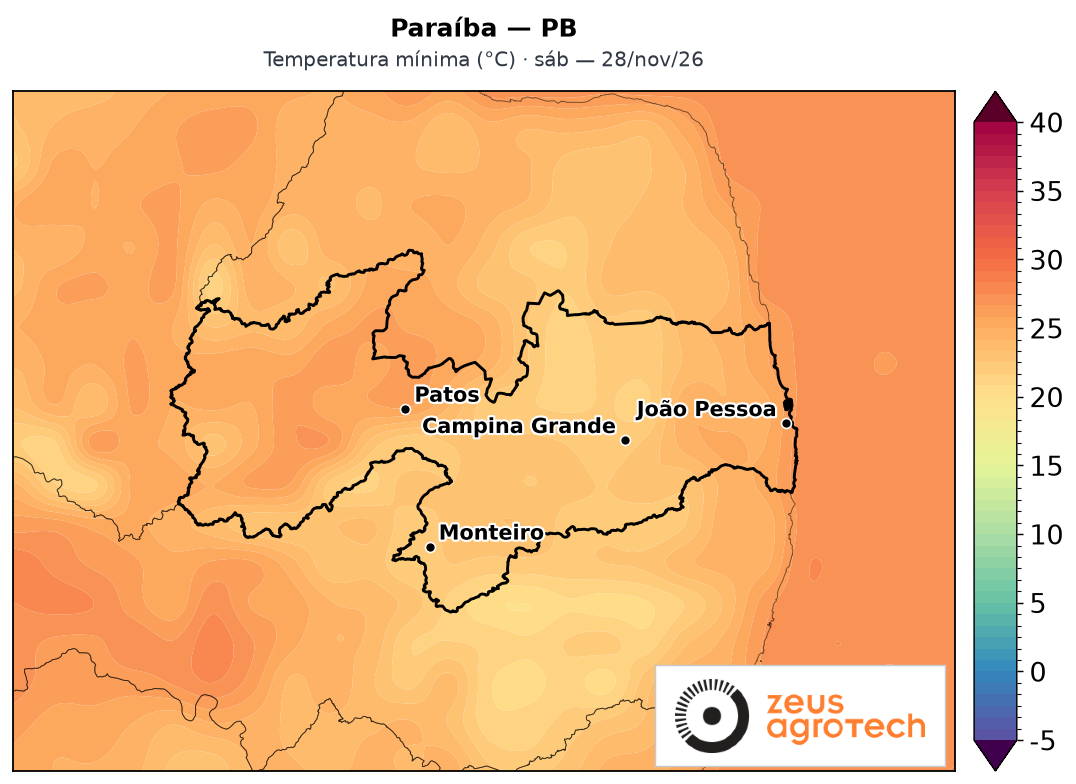 Paraíba — PB
Temperatura mínima (°C) · sáb — 28/nov/26
40
35
30
25
20
15
10
5
0
-5
Patos
João Pessoa
Campina Grande
Monteiro
zeus
agrotech